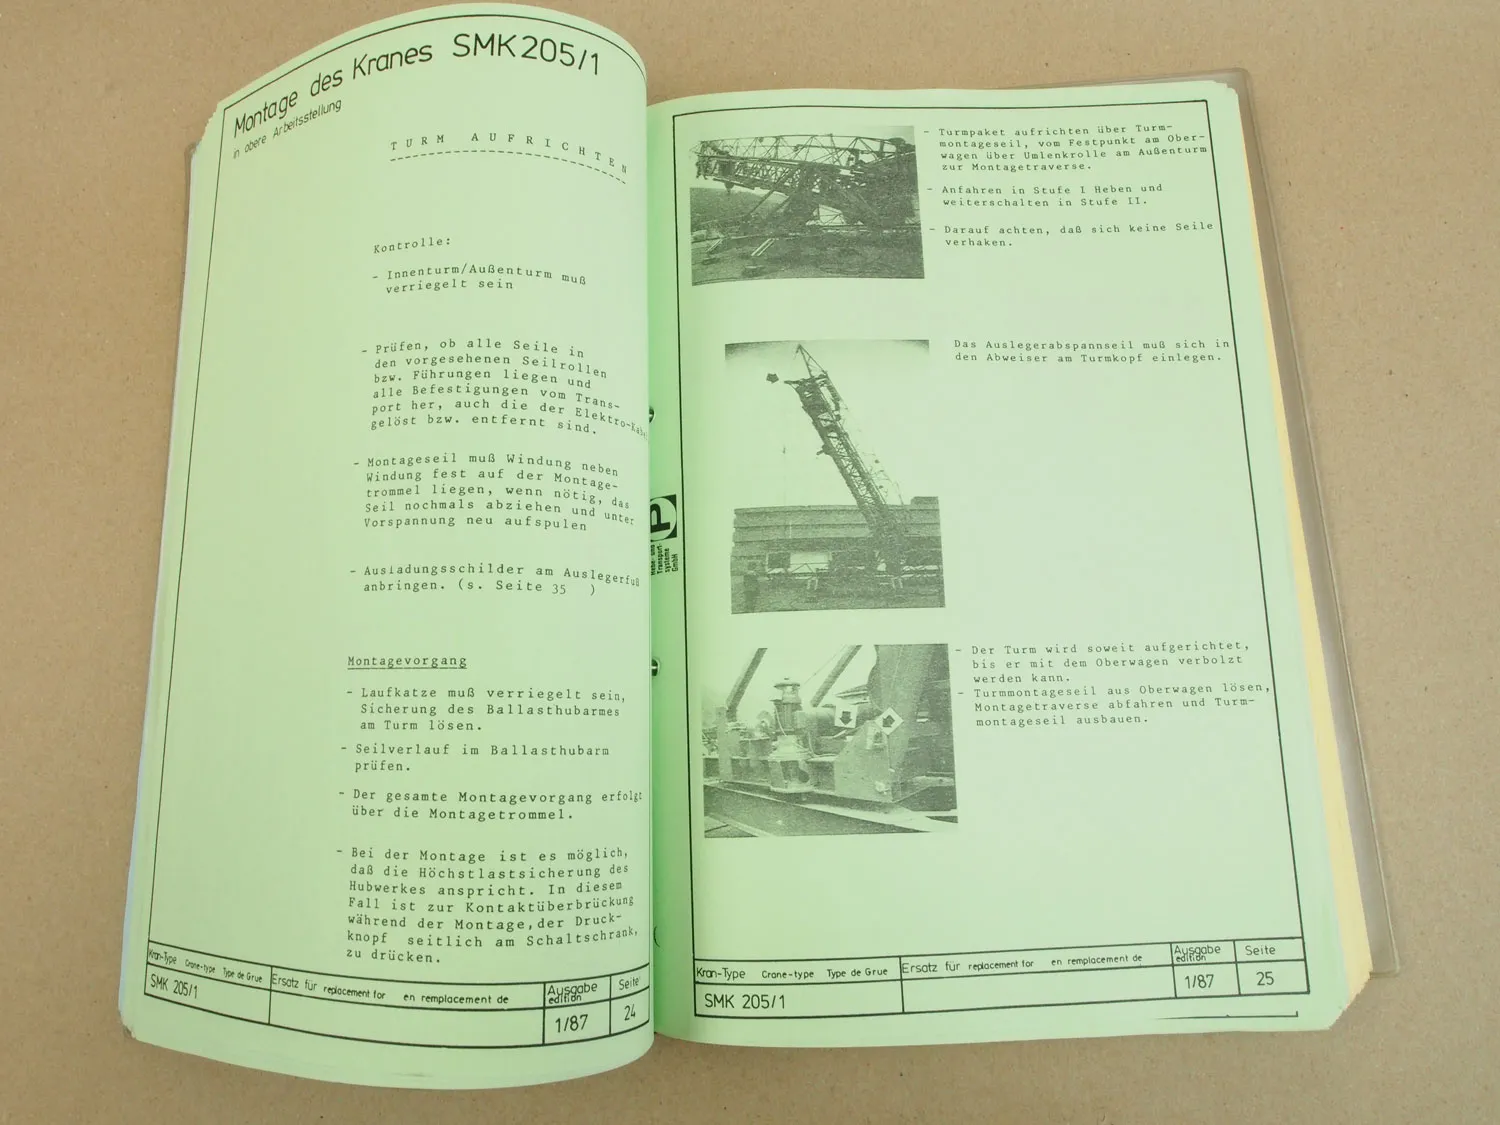 Montage des Kranes SMK 205/1
in obere Arbeitsstellung
TURM AUFRICHTEN
Kontrolle:
- Innenturm/Außenturm muß
verriegelt sein
- Prüfen, ob alle Seile in
den vorgesehenen Seilrollen
bzw. Führungen liegen und
alle Befestigungen vom Trans-
port her, auch die der Elektro-Kabel
gelöst bzw. entfernt sind.
- Montageseil muß Windung neben
Windung fest auf der Montage-
trommel liegen, wenn nötig, das
Seil nochmals abziehen und unter
Vorspannung neu aufspulen
- Ausladungsschilder am Auslegerfuß
anbringen. (s. Seite 35 )
Montagevorgang
- Laufkatze muß verriegelt sein,
Sicherung des Ballasthubarmes
am Turm lösen.
- Seilverlauf im Ballasthubarm
prüfen.
- Der gesamte Montagevorgang erfolgt
über die Montagetrommel.
- Bei der Montage ist es möglich,
daß die Höchstlastsicherung des
Hubwerkes anspricht. In diesem
Fall ist zur Kontaktüberbrückung
während der Montage,der Druck-
knopf seitlich am Schaltschrank,
zu drücken.
Kran-Type Crane-type Type de Grue
SMK 205/1
Ersatz für replacement for en remplacement de
Ausgabe
edition
1/87
Seite
24
P
Hebe- und
Transport-
systeme
GmbH
- Turmpaket aufrichten über Turm-
montageseil, vom Festpunkt am Ober-
wagen über Umlenkrolle am Außenturm
zur Montagetraverse.
- Anfahren in Stufe I Heben und
weiterschalten in Stufe II.
- Darauf achten, daß sich keine Seile
verhaken.
Das Auslegerabspannseil muß sich in
den Abweiser am Turmkopf einlegen.
- Der Turm wird soweit aufgerichtet,
bis er mit dem Oberwagen verbolzt
werden kann.
- Turmmontageseil aus Oberwagen lösen,
Montagetraverse abfahren und Turm-
montageseil ausbauen.
Kran-Type Crane-type Type de Grue
SMK 205/1
Ersatz für replacement for en remplacement de
Ausgabe
edition
1/87
Seite
25